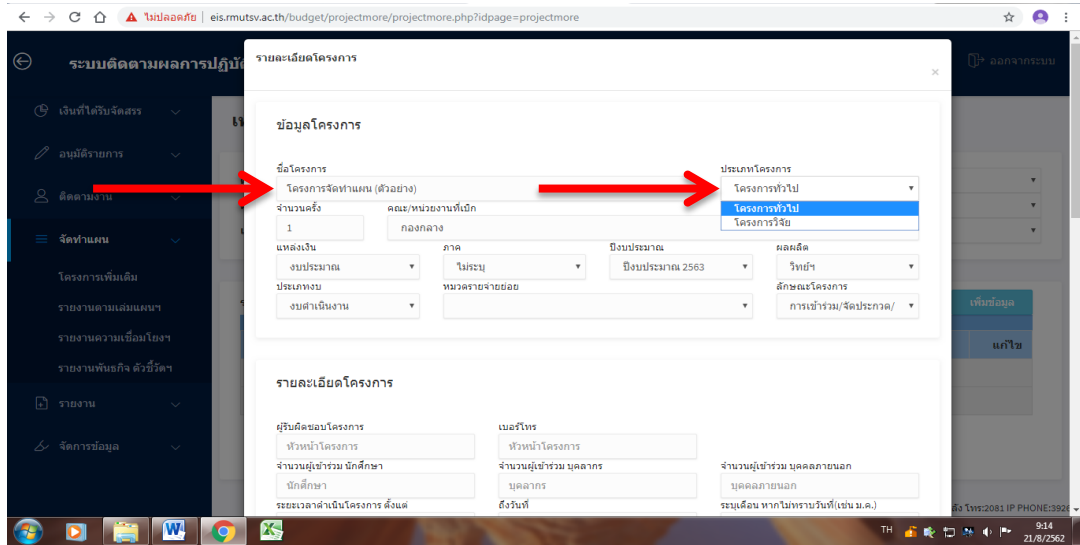 ไม่ปลอดภัย | eis.rmutsv.ac.th/budget/projectmore/projectmore.php?idpage=projectmore
ระบบติดตามผลการปฏิบัติ
ออกจากระบบ
เงินที่ได้รับจัดสรร
อนุมัติรายการ
ติดตามงาน
จัดทำแผน
โครงการเพิ่มเติม
รายงานตามเล่มแผนฯ
รายงานความเชื่อมโยงฯ
รายงานพันธกิจ ตัวชี้วัดฯ
รายงาน
จัดการข้อมูล
รายละเอียดโครงการ
×
ข้อมูลโครงการ
ชื่อโครงการ ประเภทโครงการ
โครงการจัดทำแผน (ตัวอย่าง) โครงการทั่วไป
โครงการทั่วไป
โครงการวิจัย
จำนวนครั้ง คณะ/หน่วยงานที่เบิก
1 กองกลาง
แหล่งเงิน ภาค ปีงบประมาณ ผลผลิต
งบประมาณ ไม่ระบุ ปีงบประมาณ 2563 วิทย์ฯ
ประเภทงบ หมวดรายจ่ายย่อย ลักษณะโครงการ
งบดำเนินงาน การเข้าร่วม/จัดประกวด/
เพิ่มข้อมูล
แก้ไข
รายละเอียดโครงการ
ผู้รับผิดชอบโครงการ เบอร์โทร
หัวหน้าโครงการ หัวหน้าโครงการ
จำนวนผู้เข้าร่วม นักศึกษา จำนวนผู้เข้าร่วม บุคลากร จำนวนผู้เข้าร่วม บุคคลภายนอก
นักศึกษา บุคลากร บุคคลภายนอก
ระยะเวลาดำเนินโครงการ ตั้งแต่ ถึงวันที่ ระบุเดือน หากไม่ทราบวันที่(เช่น ม.ค.)
โทร:2081 IP PHONE:3926
TH
9:14
21/8/2562